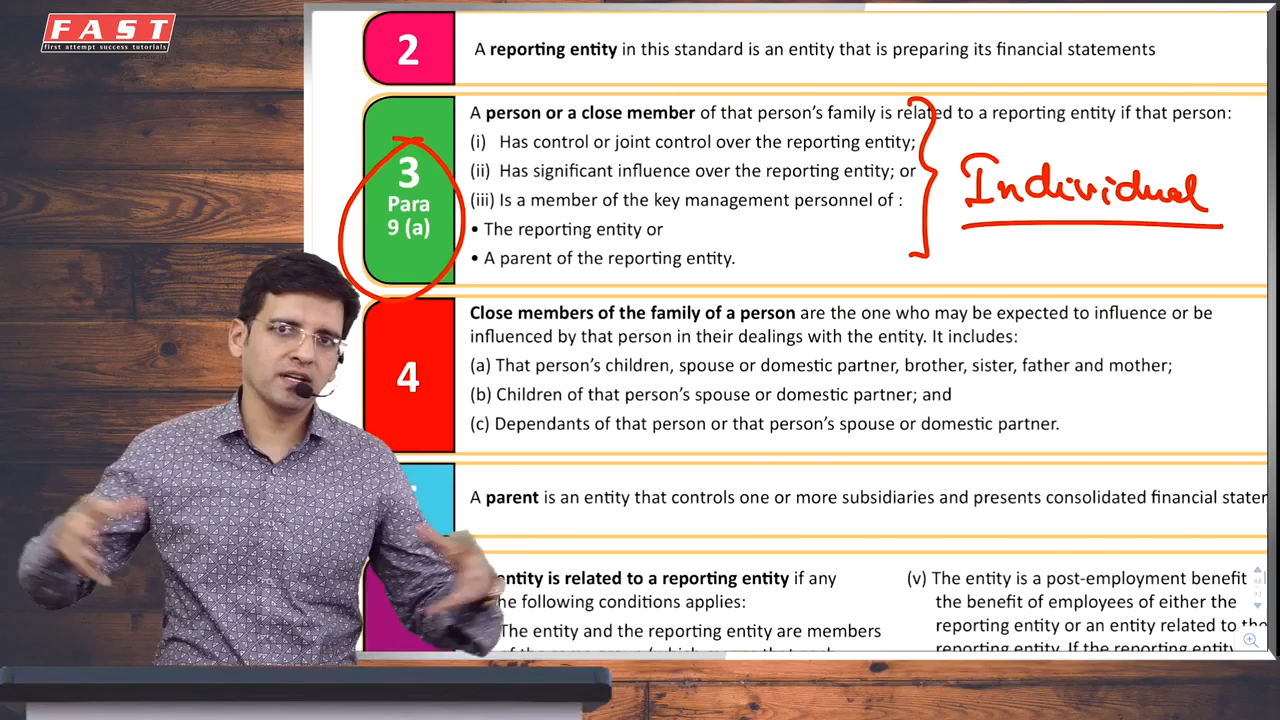 FAST
first attempt success tutorials
2
A reporting entity in this standard is an entity that is preparing its financial statements
3
Para
9 (a)
A person or a close member of that person's family is related to a reporting entity if that person:
(i) Has control or joint control over the reporting entity;
(ii) Has significant influence over the reporting entity; or
(iii) Is a member of the key management personnel of :
• The reporting entity or
• A parent of the reporting entity.
Individual
4
Close members of the family of a person are the one who may be expected to influence or be
influenced by that person in their dealings with the entity. It includes:
(a) That person's children, spouse or domestic partner, brother, sister, father and mother;
(b) Children of that person's spouse or domestic partner; and
(c) Dependants of that person or that person's spouse or domestic partner.
A parent is an entity that controls one or more subsidiaries and presents consolidated financial
entity is related to a reporting entity if any
following conditions applies:
The entity and the reporting entity are members
(v) The entity is a post-employment benefit
the benefit of employees of either the
reporting entity or an entity related to the
reporting entity. If the reporting entity